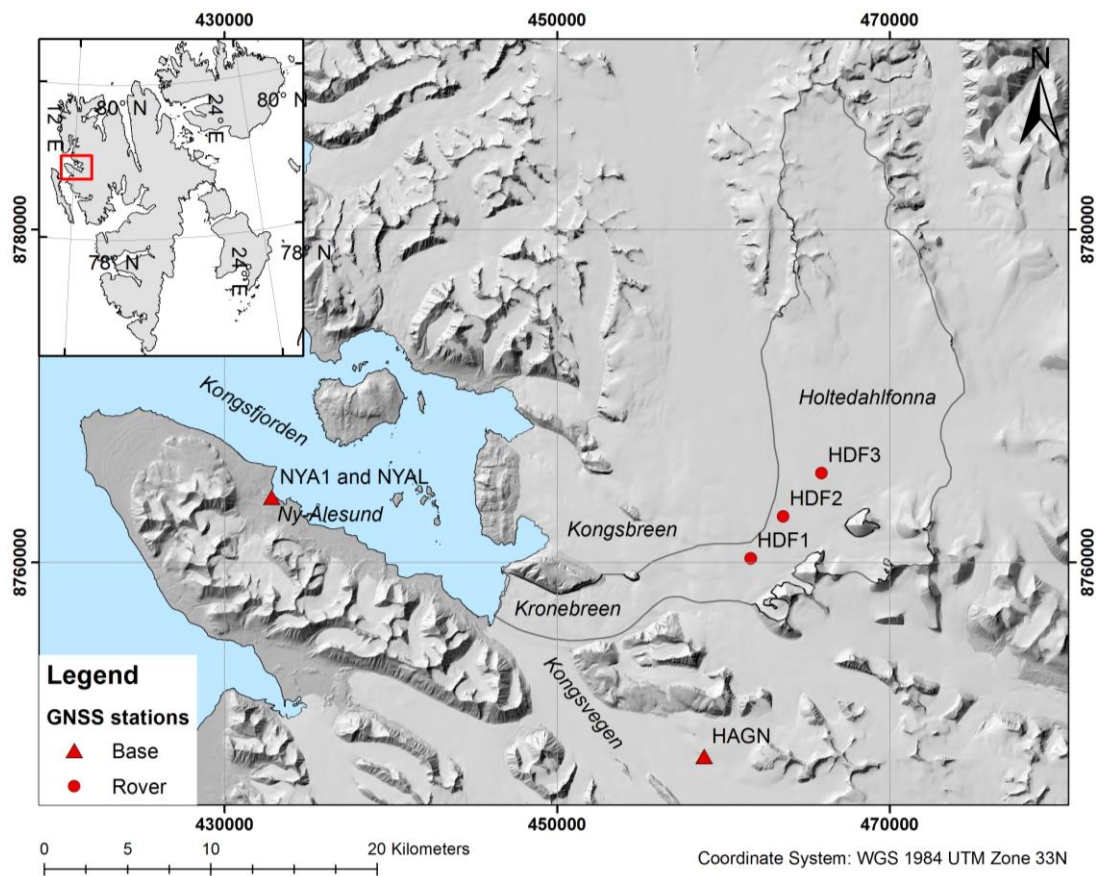 430000
450000
470000
80° N
24° E
80° N
12° E
78° N
24° E
78° N
N
8780000
8780000
Kongsfjorden
Holtedahlfonna
HDF3
NYA1 and NYAL
HDF2
Ny-Ålesund
Kongsbreen
HDF1
8760000
8760000
Kronebreen
Legend
Kongsvegen
GNSS stations
HAGN
Base
Rover
430000
450000
470000
0 5 10 20 Kilometers
Coordinate System: WGS 1984 UTM Zone 33N